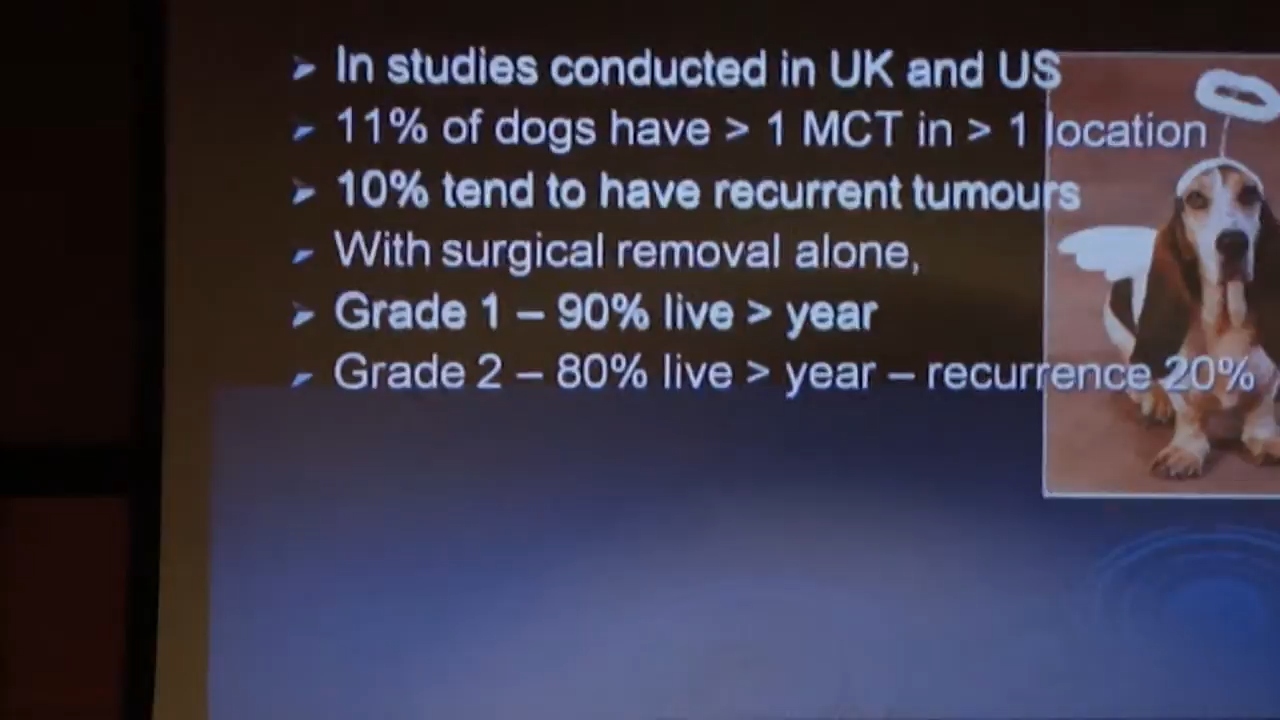 In studies conducted in UK and US
11% of dogs have > 1 MCT in > 1 location
10% tend to have recurrent tumours
With surgical removal alone,
Grade 1 – 90% live > year
Grade 2 – 80% live > year – recurrence 20%